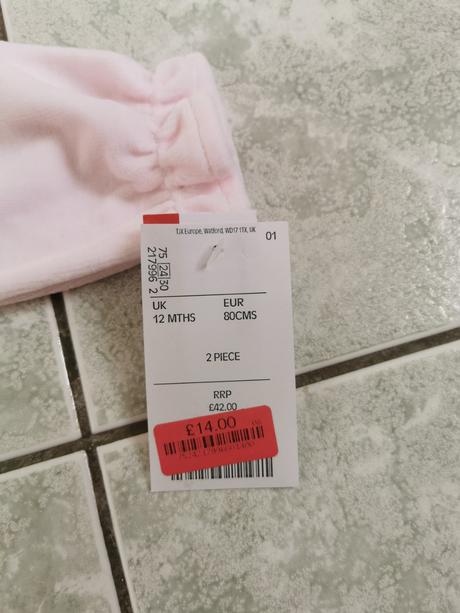 TJX Europe, Watford, WD17 1TX, UK
01
75 24 30
217996 2
UK EUR
12 MTHS 80CMS
2 PIECE
RRP
£42.00
£14.00